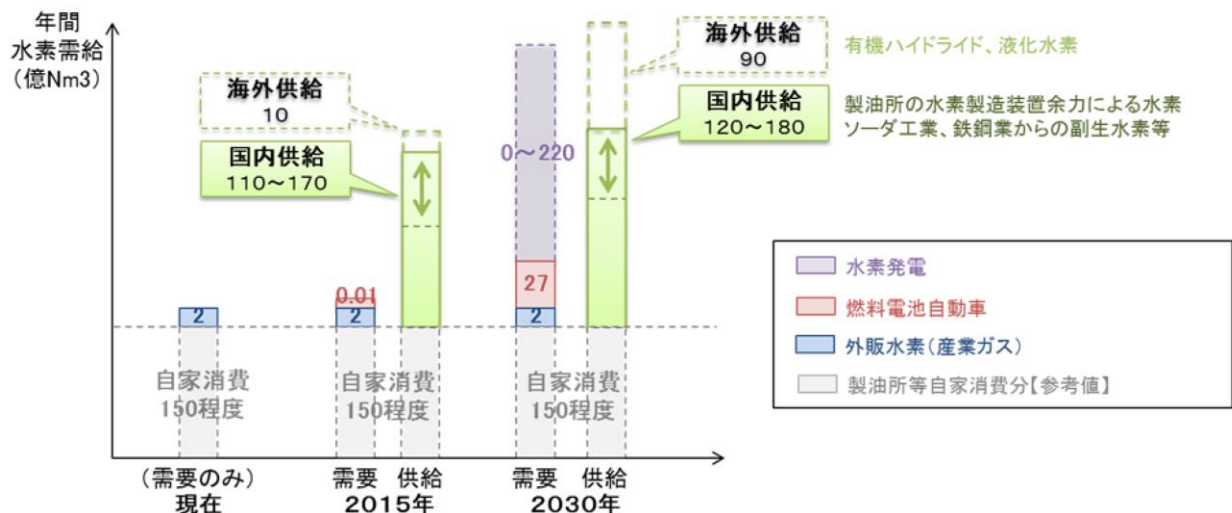 年間
水素需給
(億Nm3)
海外供給
10
国内供給
110～170
海外供給
90
有機ハイドライド、液化水素
国内供給
120～180
製油所の水素製造装置余力による水素
ソーダ工業、鉄鋼業からの副生水素等
0～220
水素発電
燃料電池自動車
外販水素(産業ガス)
製油所等自家消費分【参考値】
2
0.01
2
27
2
自家消費
150程度
自家消費
150程度
自家消費
150程度
(需要のみ)
現在
需要 供給
2015年
需要 供給
2030年